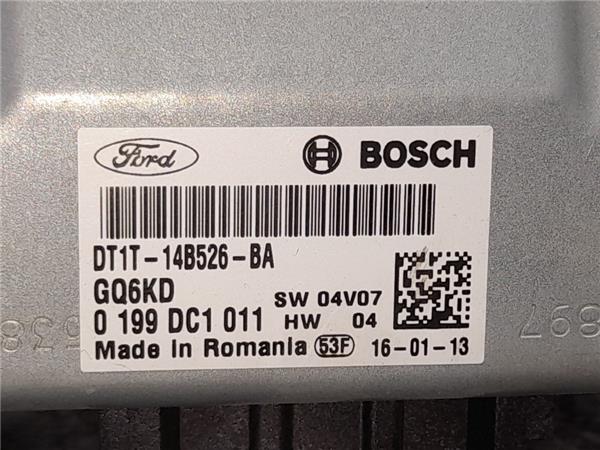 Ford
BOSCH
DT1T-14B526-BA
GQ6KD
SW 04V07
0 199 DC1 011
HW 04
Made in Romania 53F 16-01-13
897